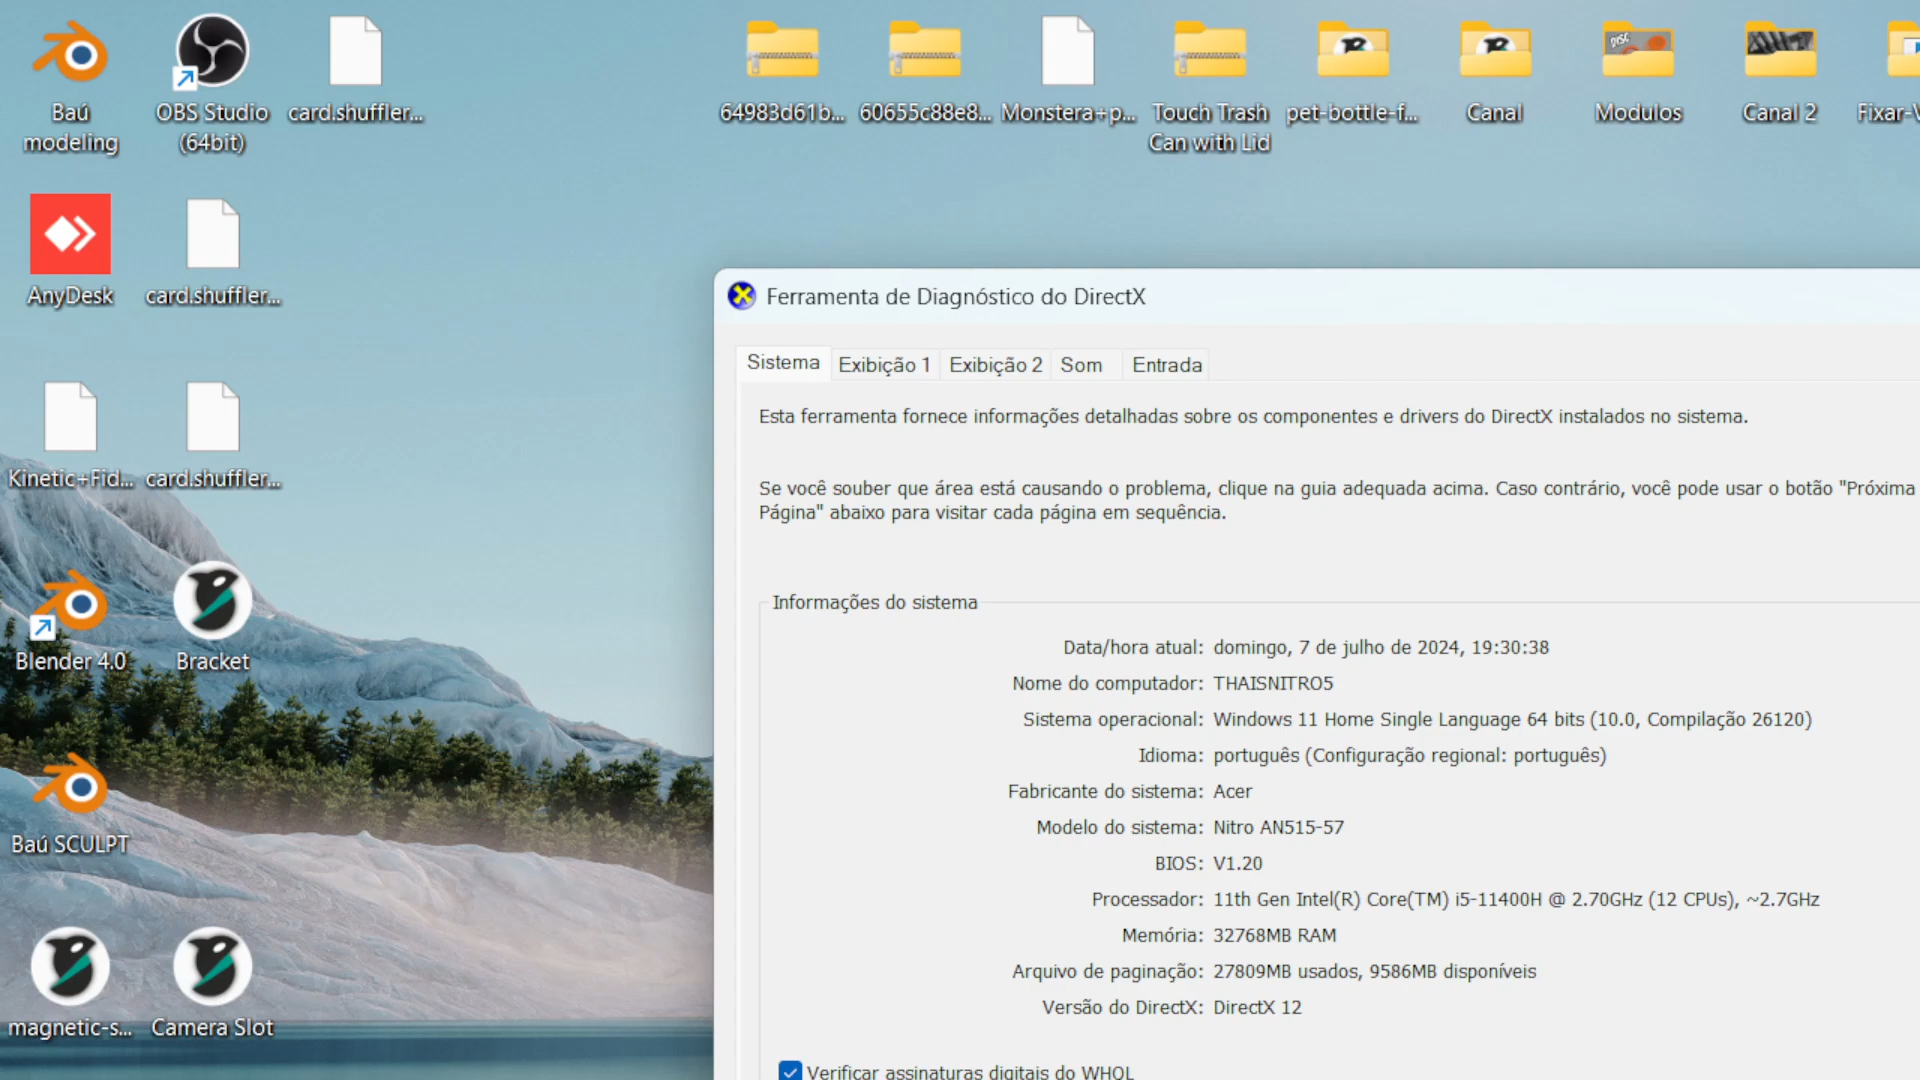 Baú
modeling
OBS Studio
(64bit)
card.shuffler...
64983d61b...
60655c88e8...
Monstera+p...
Touch Trash
Can with Lid
pet-bottle-f...
Canal
DISC
Modulos
Canal 2
Fixar-V
AnyDesk
card.shuffler...
Kinetic+Fid...
card.shuffler...
Blender 4.0
Bracket
Baú SCULPT
magnetic-s...
Camera Slot
Ferramenta de Diagnóstico do DirectX
Sistema
Exibição 1
Exibição 2
Som
Entrada
Esta ferramenta fornece informações detalhadas sobre os componentes e drivers do DirectX instalados no sistema.
Se você souber que área está causando o problema, clique na guia adequada acima. Caso contrário, você pode usar o botão "Próxima
Página" abaixo para visitar cada página em sequência.
Informações do sistema
Data/hora atual: domingo, 7 de julho de 2024, 19:30:38
Nome do computador: THAISNITRO5
Sistema operacional: Windows 11 Home Single Language 64 bits (10.0, Compilação 26120)
Idioma: português (Configuração regional: português)
Fabricante do sistema: Acer
Modelo do sistema: Nitro AN515-57
BIOS: V1.20
Processador: 11th Gen Intel(R) Core(TM) i5-11400H @ 2.70GHz (12 CPUs), ~2.7GHz
Memória: 32768MB RAM
Arquivo de paginação: 27809MB usados, 9586MB disponíveis
Versão do DirectX: DirectX 12
Verificar assinaturas digitais do WHQL